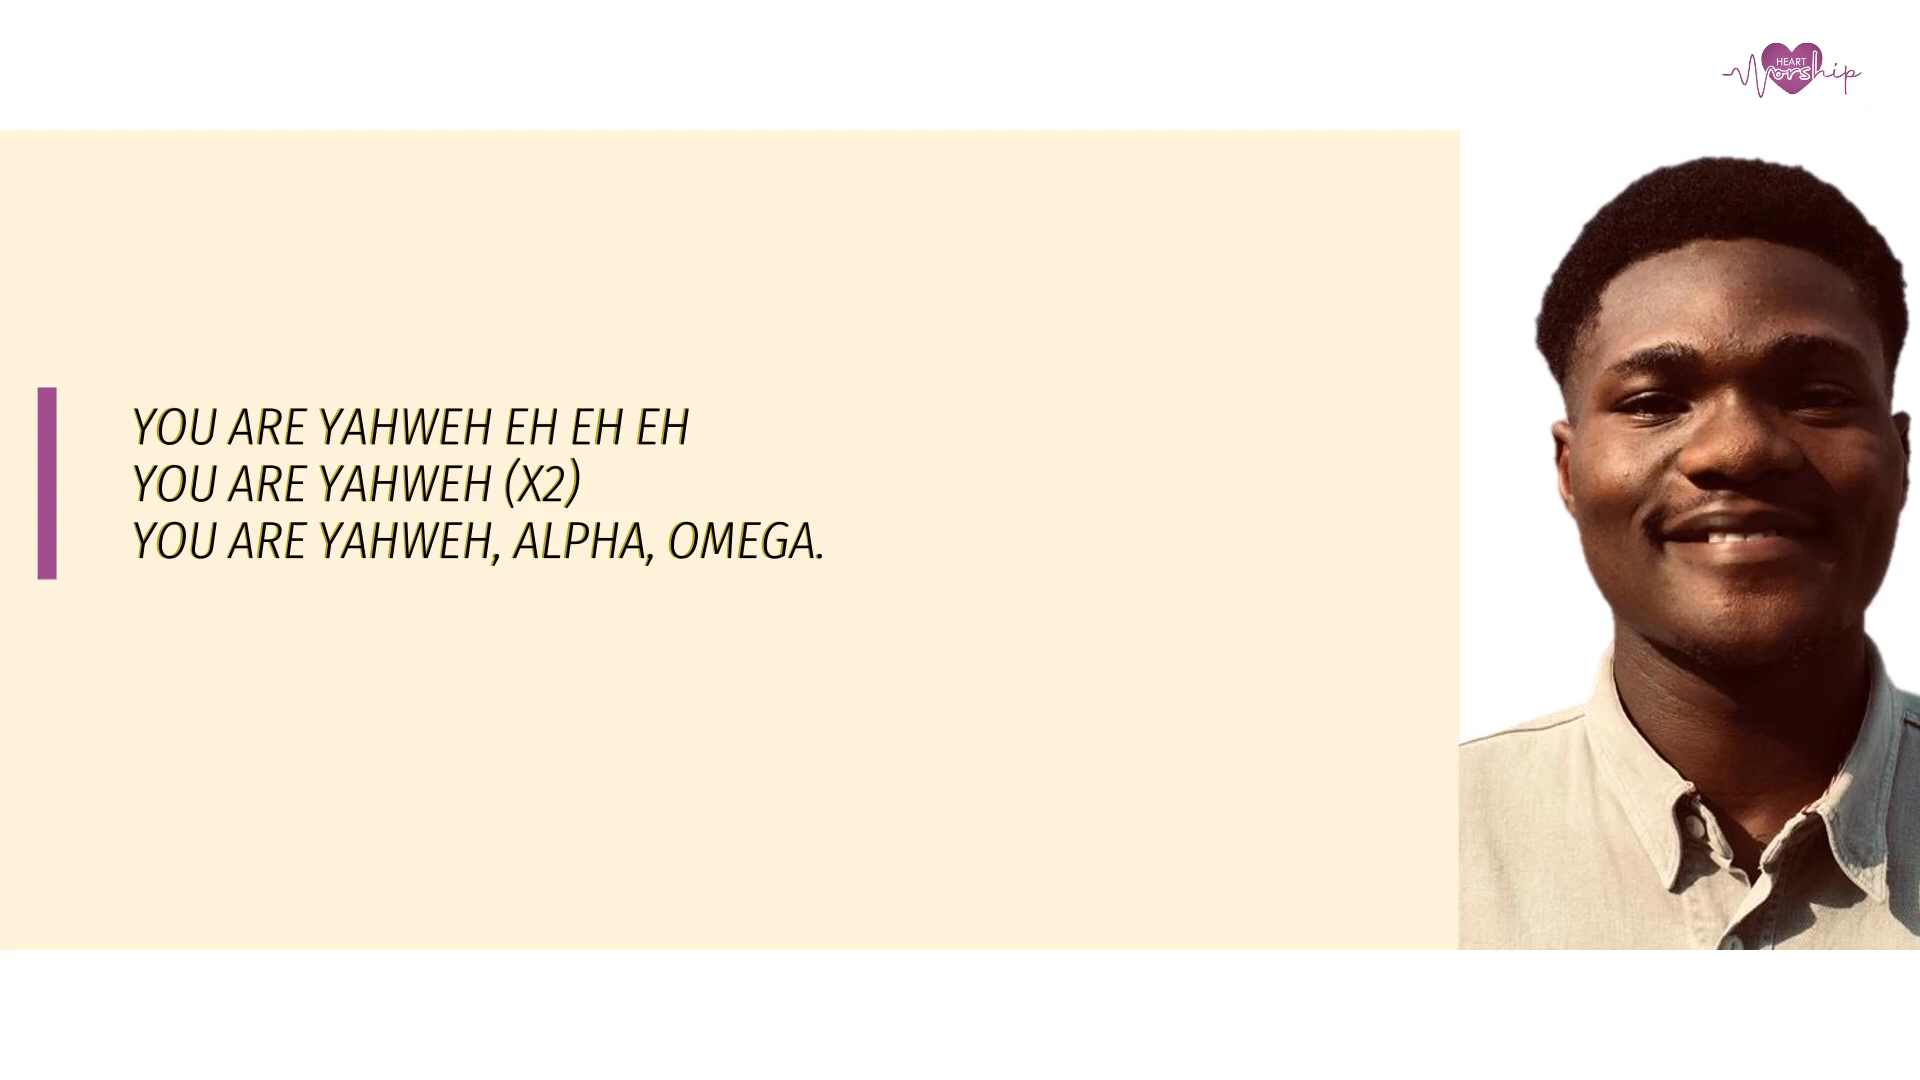 HEART
Worship
YOU ARE YAHWEH EH EH EH
YOU ARE YAHWEH (X2)
YOU ARE YAHWEH, ALPHA, OMEGA.